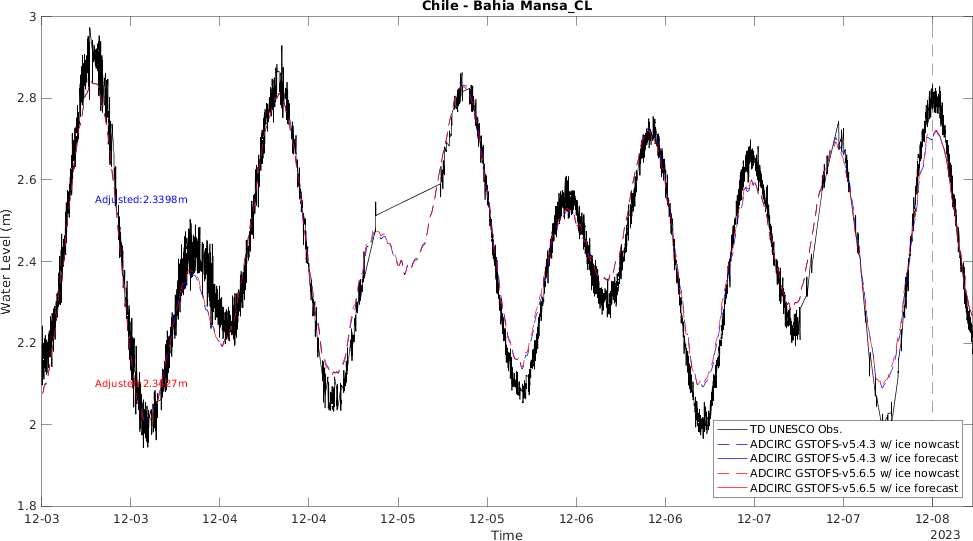 Chile - Bahia Mansa_CL
Water Level (m)
3
2.8
2.6
2.4
2.2
2
1.8
Adjusted:2.3398m
Adjusted:2.3427m
TD UNESCO Obs.
ADCIRC GSTOFS-v5.4.3 w/ ice nowcast
ADCIRC GSTOFS-v5.4.3 w/ ice forecast
ADCIRC GSTOFS-v5.6.5 w/ ice nowcast
ADCIRC GSTOFS-v5.6.5 w/ ice forecast
12-03 12-03 12-04 12-04 12-05 12-05 12-06 12-06 12-07 12-07 12-08
Time
2023